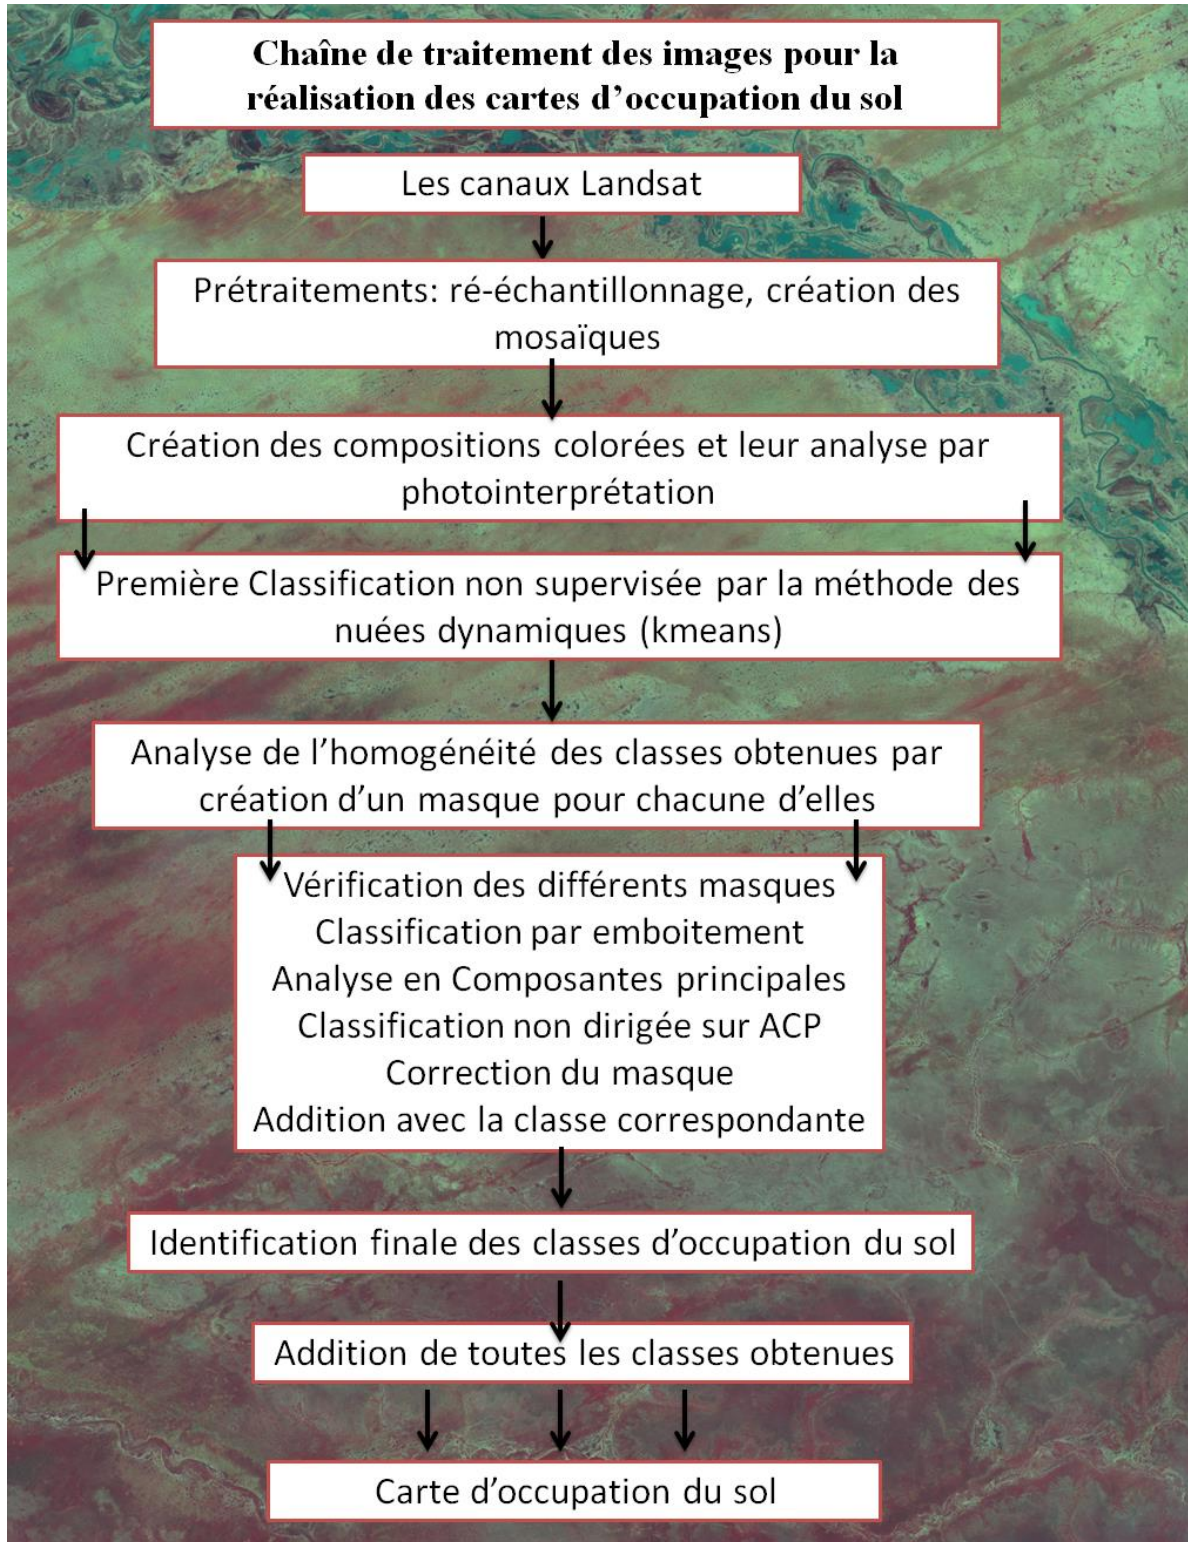 Chaîne de traitement des images pour la
réalisation des cartes d’occupation du sol
Les canaux Landsat
Prétraitements: ré-échantillonnage, création des
mosaïques
Création des compositions colorées et leur analyse par
photointerprétation
Première Classification non supervisée par la méthode des
nuées dynamiques (kmeans)
Analyse de l’homogénéité des classes obtenues par
création d’un masque pour chacune d’elles
Vérification des différents masques
Classification par emboitement
Analyse en Composantes principales
Classification non dirigée sur ACP
Correction du masque
Addition avec la classe correspondante
Identification finale des classes d’occupation du sol
Addition de toutes les classes obtenues
Carte d’occupation du sol